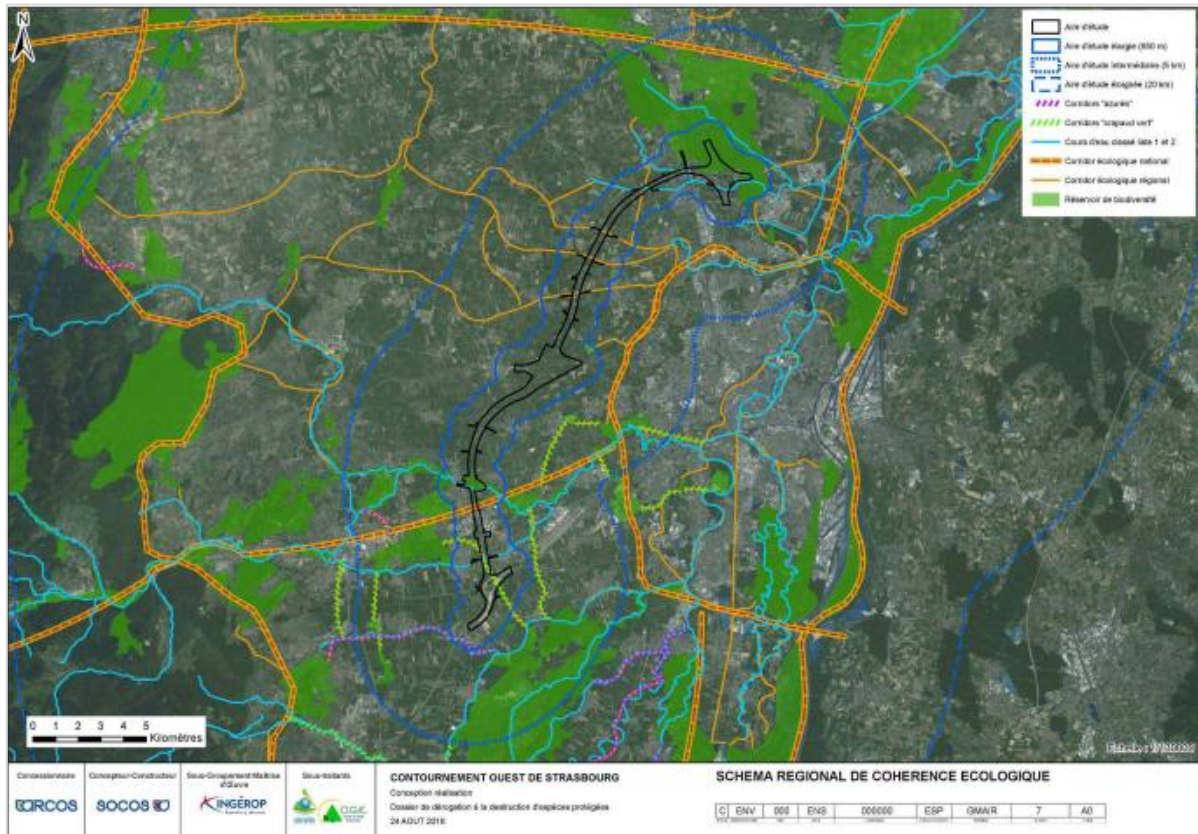 N
Aire d'étude
Aire d'étude élargie (650 m)
Aire d'étude intermédiaire (5 km)
Aire d'étude éloignée (20 km)
Corridors "azurés"
Corridors "crapaud vert"
Cours d'eau classé liste 1 et 2
Corridor écologique national
Corridor écologique régional
Réservoir de biodiversité
0 1 2 3 4 5
Kilomètres
Concessionnaire
ARCOS
Concepteur-Constructeur
SOCOS
Sous-Groupement Maîtrise d'Œuvre
INGÉROP
Sous-traitants
O.G.E.
CONTOURNEMENT OUEST DE STRASBOURG
Conception réalisation
Dossier de dérogation à la destruction d'espèces protégées
24 AOUT 2018
SCHEMA REGIONAL DE COHERENCE ECOLOGIQUE
C ENV 000 ENS 000000 ESP GMAIR 7 A0